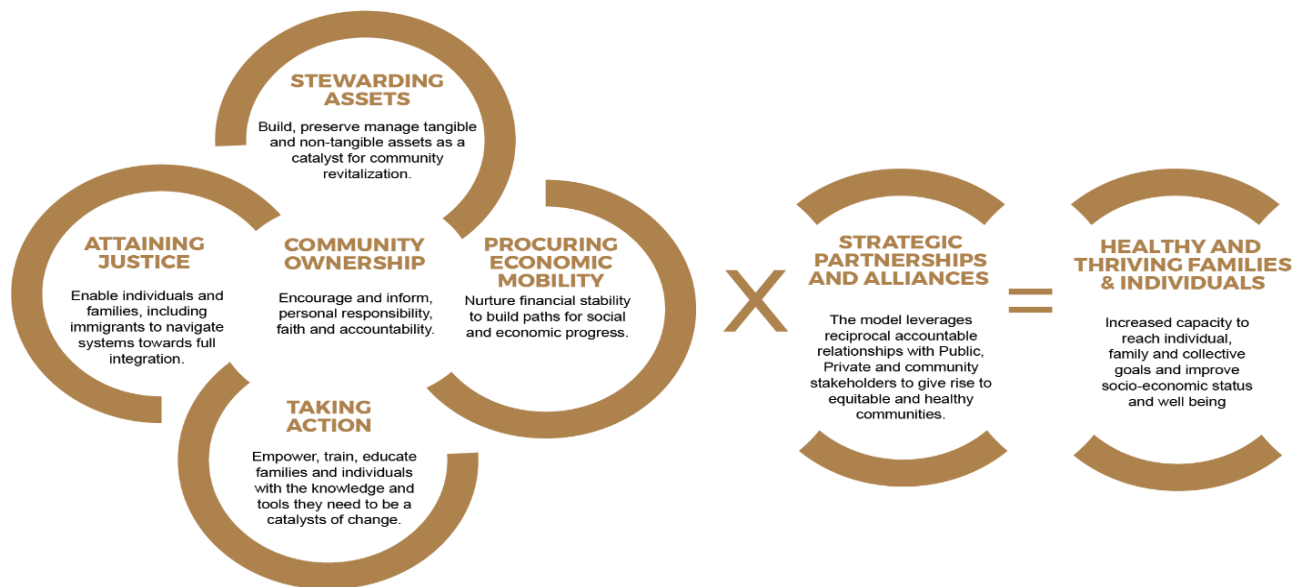 STEWARDING
ASSETS
Build, preserve manage tangible
and non-tangible assets as a
catalyst for community
revitalization.
ATTAINING
JUSTICE
Enable individuals and
families, including
immigrants to navigate
systems towards full
integration.
COMMUNITY
OWNERSHIP
Encourage and inform,
personal responsibility,
faith and accountability.
PROCURING
ECONOMIC
MOBILITY
Nurture financial stability
to build paths for social
and economic progress.
TAKING
ACTION
Empower, train, educate
families and individuals
with the knowledge and
tools they need to be a
catalysts of change.
X
STRATEGIC
PARTNERSHIPS
AND ALLIANCES
The model leverages
reciprocal accountable
relationships with Public,
Private and community
stakeholders to give rise to
equitable and healthy
communities.
=
HEALTHY AND
THRIVING FAMILIES
& INDIVIDUALS
Increased capacity to
reach individual,
family and collective
goals and improve
socio-economic status
and well being